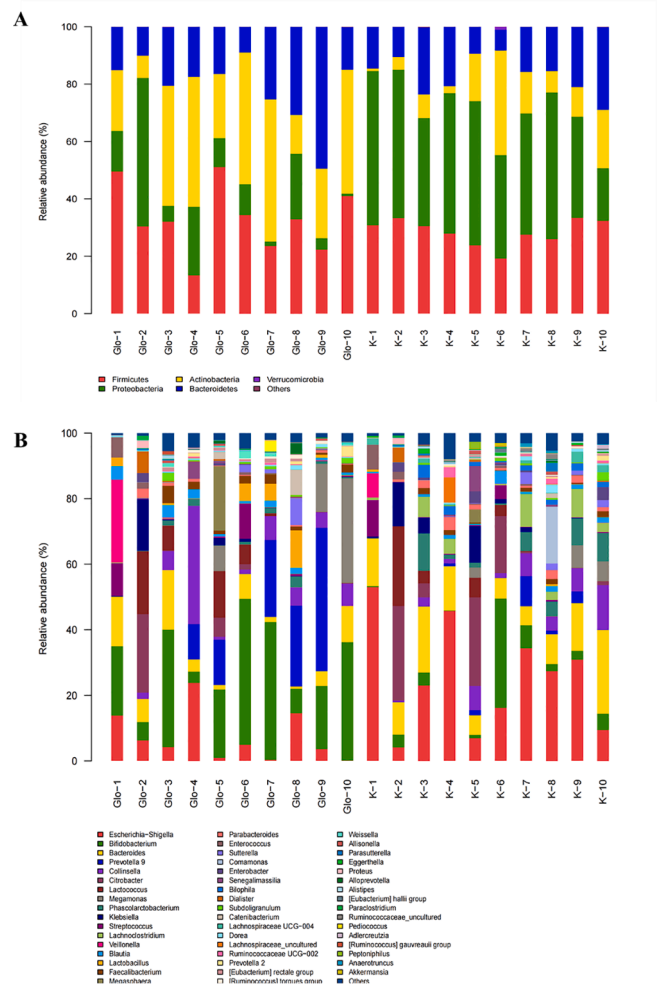 A
Relative abundance (%)
100
80
60
40
20
0
Glo-1 Glo-2 Glo-3 Glo-4 Glo-5 Glo-6 Glo-7 Glo-8 Glo-9 Glo-10 K-1 K-2 K-3 K-4 K-5 K-6 K-7 K-8 K-9 K-10
Firmicutes Actinobacteria Verrucomicrobia
Proteobacteria Bacteroidetes Others
B
Relative abundance (%)
100
80
60
40
20
0
Glo-1 Glo-2 Glo-3 Glo-4 Glo-5 Glo-6 Glo-7 Glo-8 Glo-9 Glo-10 K-1 K-2 K-3 K-4 K-5 K-6 K-7 K-8 K-9 K-10
Escherichia-Shigella Parabacteroides Weissella
Bifidobacterium Enterococcus Allisonella
Bacteroides Sutterella Parasutterella
Prevotella 9 Comamonas Eggerthella
Collinsella Enterobacter Proteus
Citrobacter Senegalimassilia Alloprevotella
Lactococcus Bilophila Alistipes
Megamonas Dialister [Eubacterium] hallii group
Phascolarctobacterium Subdoligranulum Paraclostridium
Klebsiella Catenibacterium Ruminococcaceae_uncultured
Streptococcus Lachnospiraceae UCG-004 Pediococcus
Lachnoclostridium Dorea Adlercreutzia
Veillonella Lachnospiraceae_uncultured [Ruminococcus] gauvreauii group
Blautia Ruminococcaceae UCG-002 Peptoniphilus
Lactobacillus Prevotella 2 Anaerotruncus
Faecalibacterium [Eubacterium] rectale group Akkermansia
Megasphaera [Ruminococcus] torques group Others